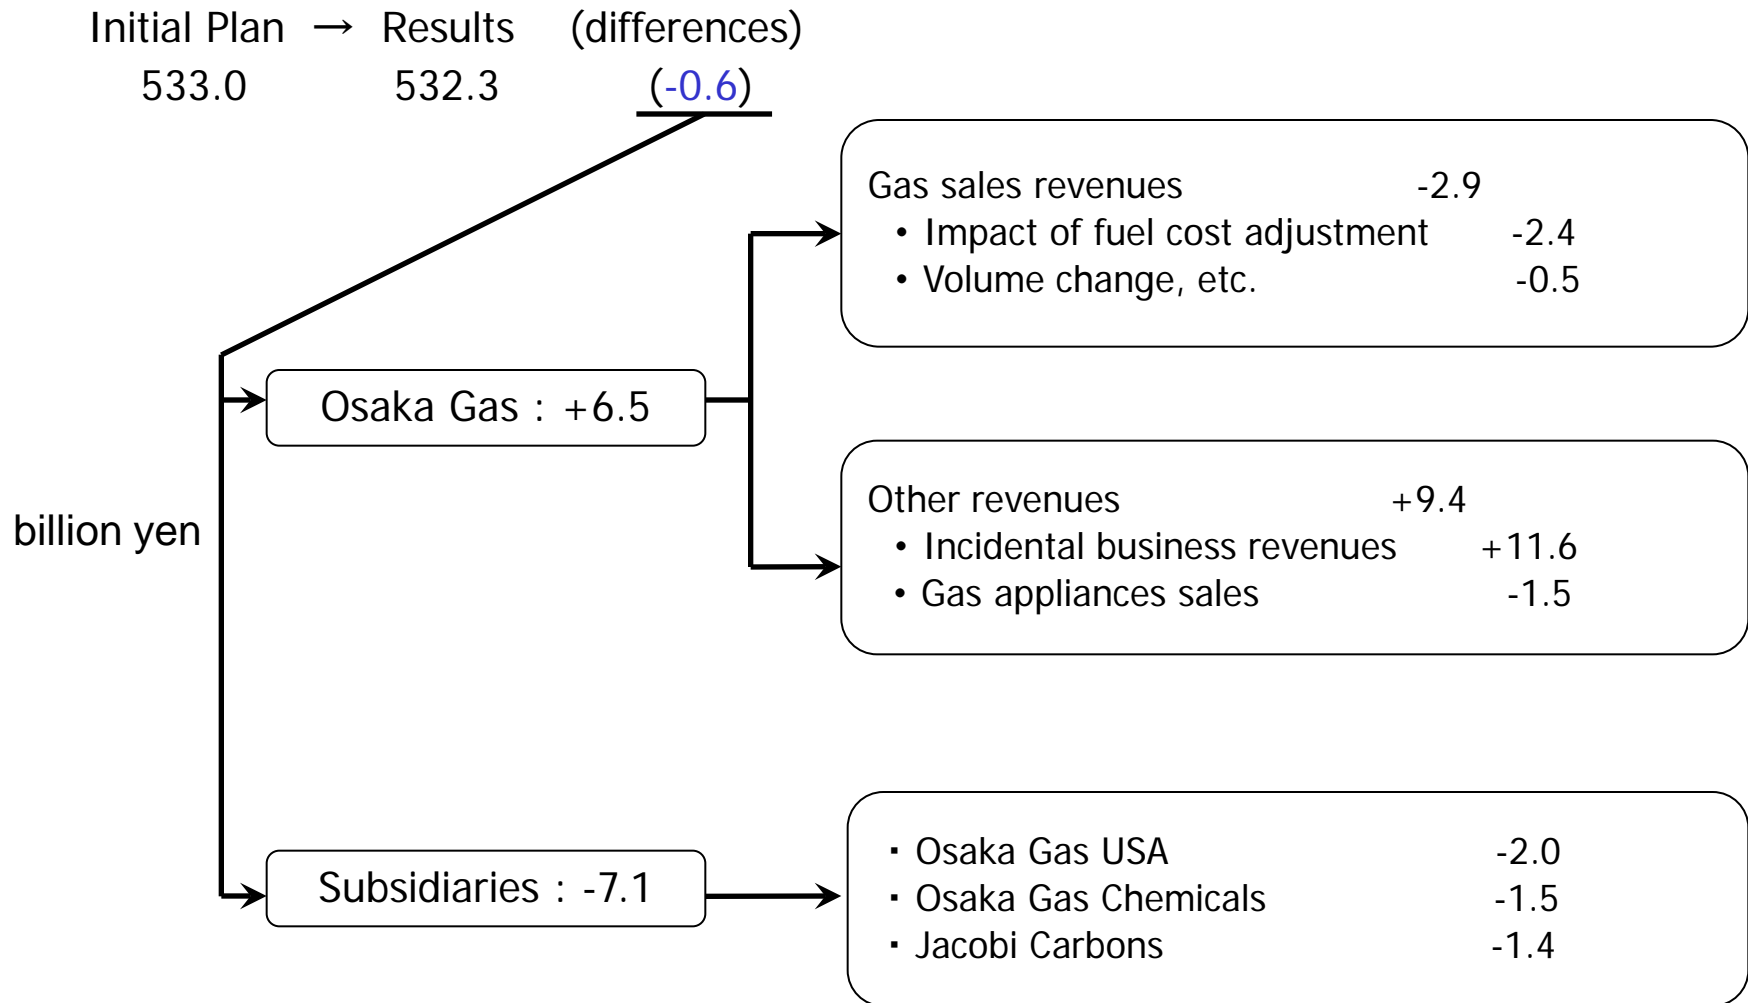 Initial Plan → Results (differences)
533.0 532.3 (-0.6)
Gas sales revenues -2.9
・Impact of fuel cost adjustment -2.4
・Volume change, etc. -0.5
Osaka Gas : +6.5
Other revenues +9.4
・Incidental business revenues +11.6
・Gas appliances sales -1.5
billion yen
Subsidiaries : -7.1
・Osaka Gas USA -2.0
・Osaka Gas Chemicals -1.5
・Jacobi Carbons -1.4